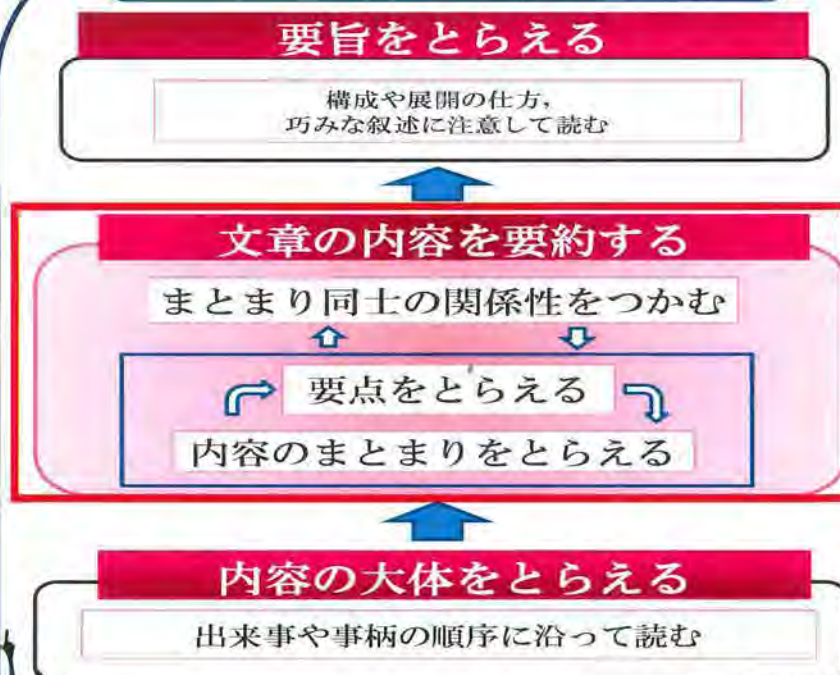 要旨をとらえる
構成や展開の仕方，
巧みな叙述に注意して読む
文章の内容を要約する
まとまり同士の関係性をつかむ
要点をとらえる
内容のまとまりをとらえる
内容の大体をとらえる
出来事や事柄の順序に沿って読む